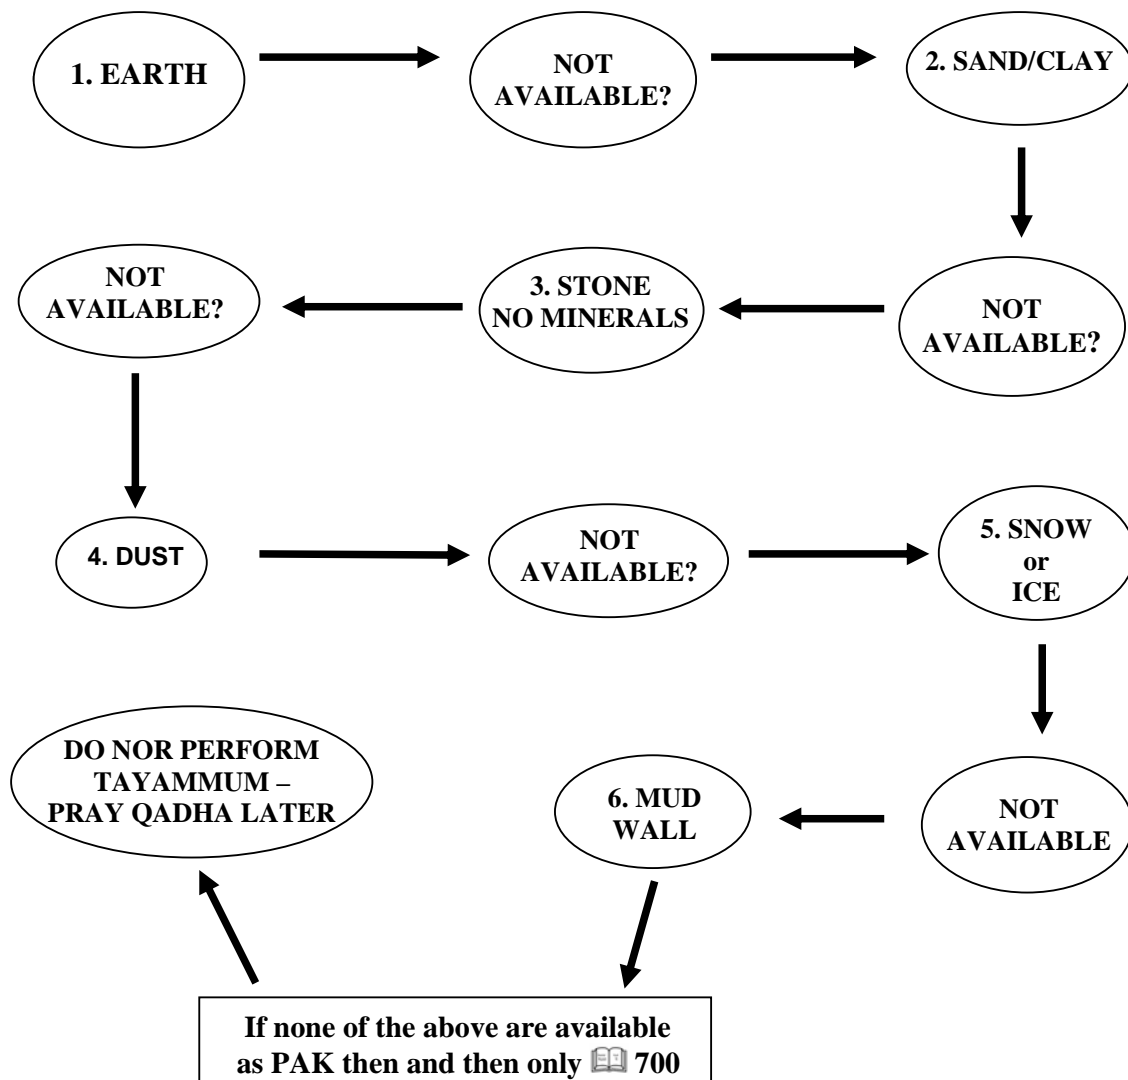 1. EARTH
NOT
AVAILABLE?
2. SAND/CLAY
NOT
AVAILABLE?
3. STONE
NO MINERALS
NOT
AVAILABLE?
4. DUST
NOT
AVAILABLE?
5. SNOW
or
ICE
NOT
AVAILABLE
6. MUD
WALL
If none of the above are available
as PAK then and then only 700
DO NOR PERFORM
TAYAMMUM –
PRAY QADHA LATER